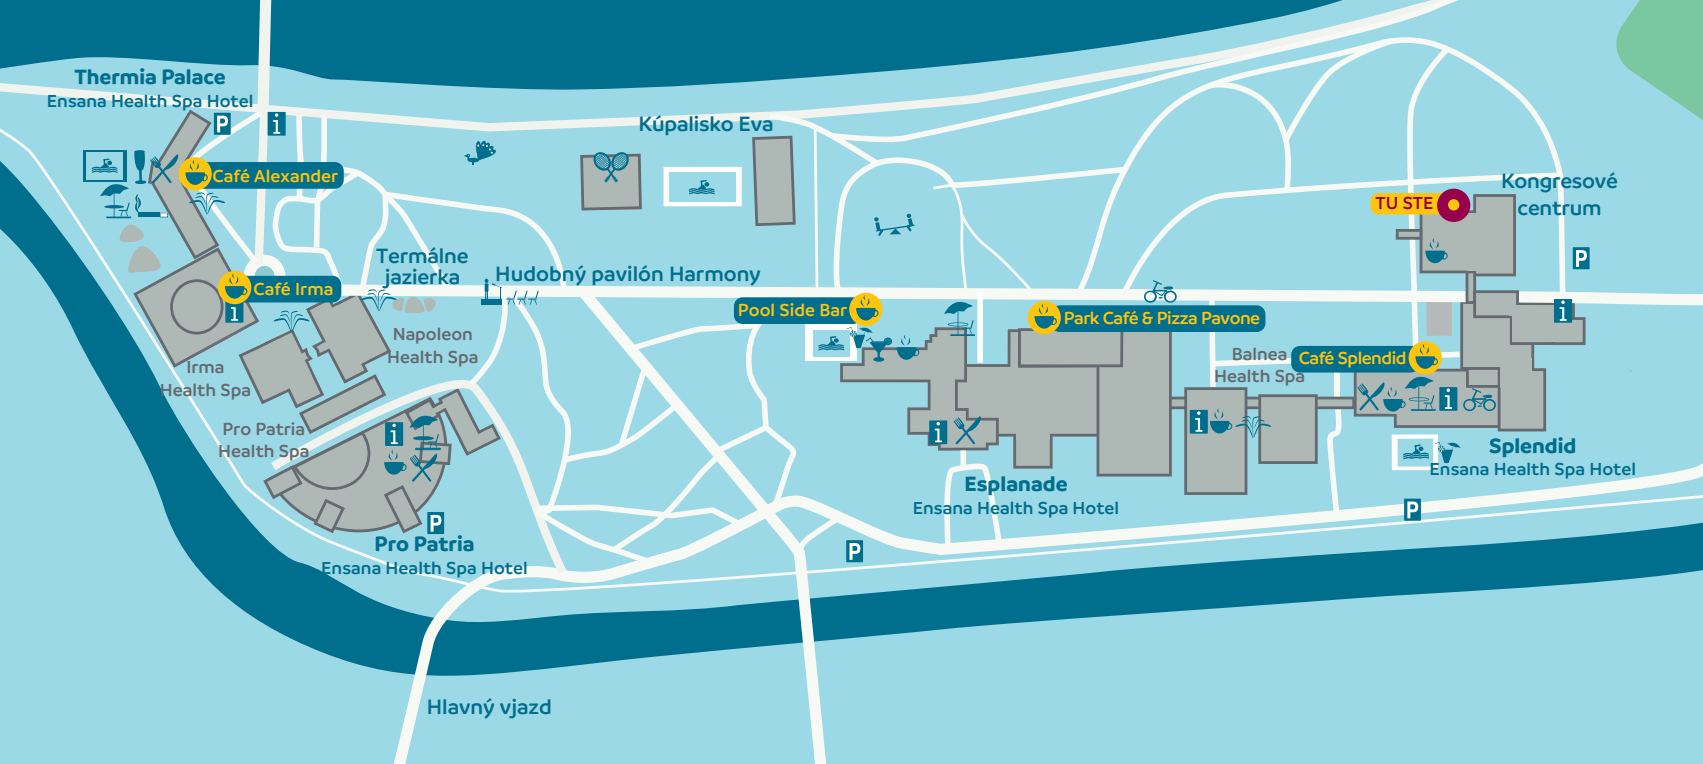 Thermia Palace
Ensana Health Spa Hotel
P
i
Café Alexander
Kúpalisko Eva
Kongresové
centrum
TU STE
P
Termálne
jazierka
Hudobný pavilón Harmony
Café Irma
i
Napoleon
Health Spa
Irma
Health Spa
Pool Side Bar
Park Café & Pizza Pavone
i
Balnea
Health Spa
Café Splendid
i
Pro Patria
Health Spa
i
i
i
Splendid
Ensana Health Spa Hotel
Esplanade
Ensana Health Spa Hotel
P
P
Pro Patria
Ensana Health Spa Hotel
P
Hlavný vjazd